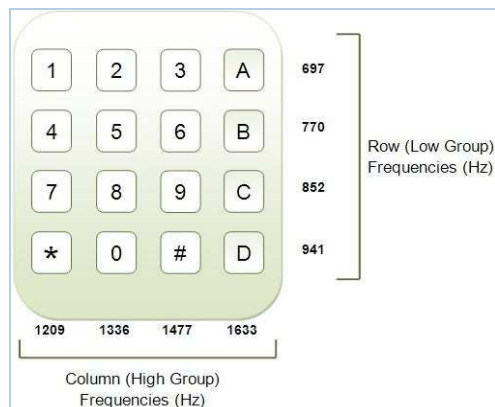 1 2 3 A 697
4 5 6 B 770
Row (Low Group)
Frequencies (Hz)
7 8 9 C 852
* 0 # D 941
1209 1336 1477 1633
Column (High Group)
Frequencies (Hz)